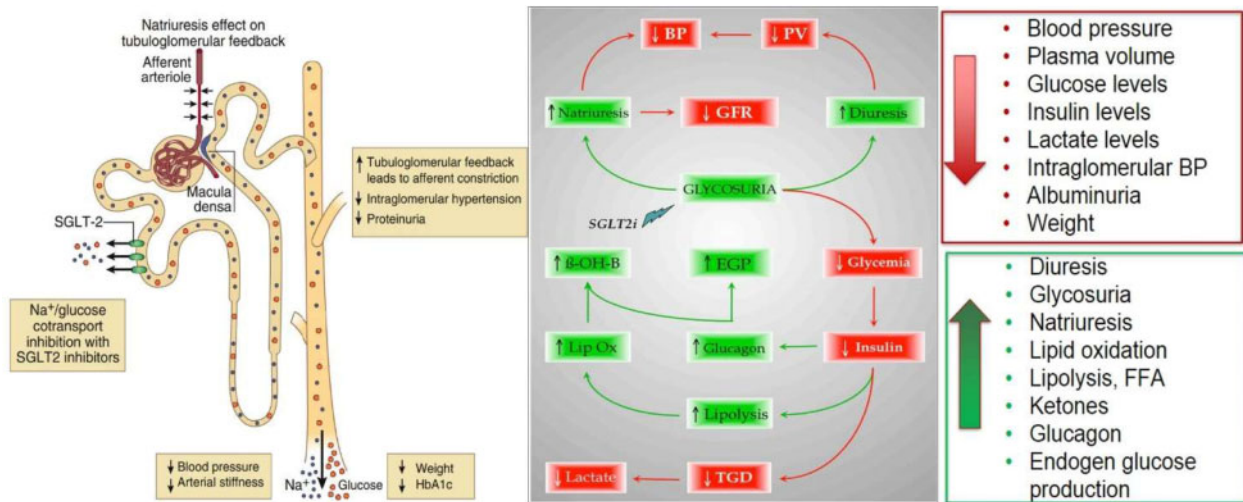 Natriuresis effect on
tubuloglomerular feedback
Afferent
arteriole
Macula
densa
SGLT-2
↑ Tubuloglomerular feedback
leads to afferent constriction
↓ Intraglomerular hypertension
↓ Proteinuria
Na+/glucose
cotransport
inhibition with
SGLT2 inhibitors
↓ Blood pressure
↓ Arterial stiffness
Na+
Glucose
↓ Weight
↓ HbA1c
↓ BP
↓ PV
↑ Natriuresis
↓ GFR
↑ Diuresis
GLYCOSURIA
SGLT2i
↑ ß-OH-B
↑ EGP
↓ Glycemia
↑ Lip Ox
↑ Glucagon
↓ Insulin
↑ Lipolysis
↓ Lactate
↓ TGD
• Blood pressure
• Plasma volume
• Glucose levels
• Insulin levels
• Lactate levels
• Intraglomerular BP
• Albuminuria
• Weight
• Diuresis
• Glycosuria
• Natriuresis
• Lipid oxidation
• Lipolysis, FFA
• Ketones
• Glucagon
• Endogen glucose
production